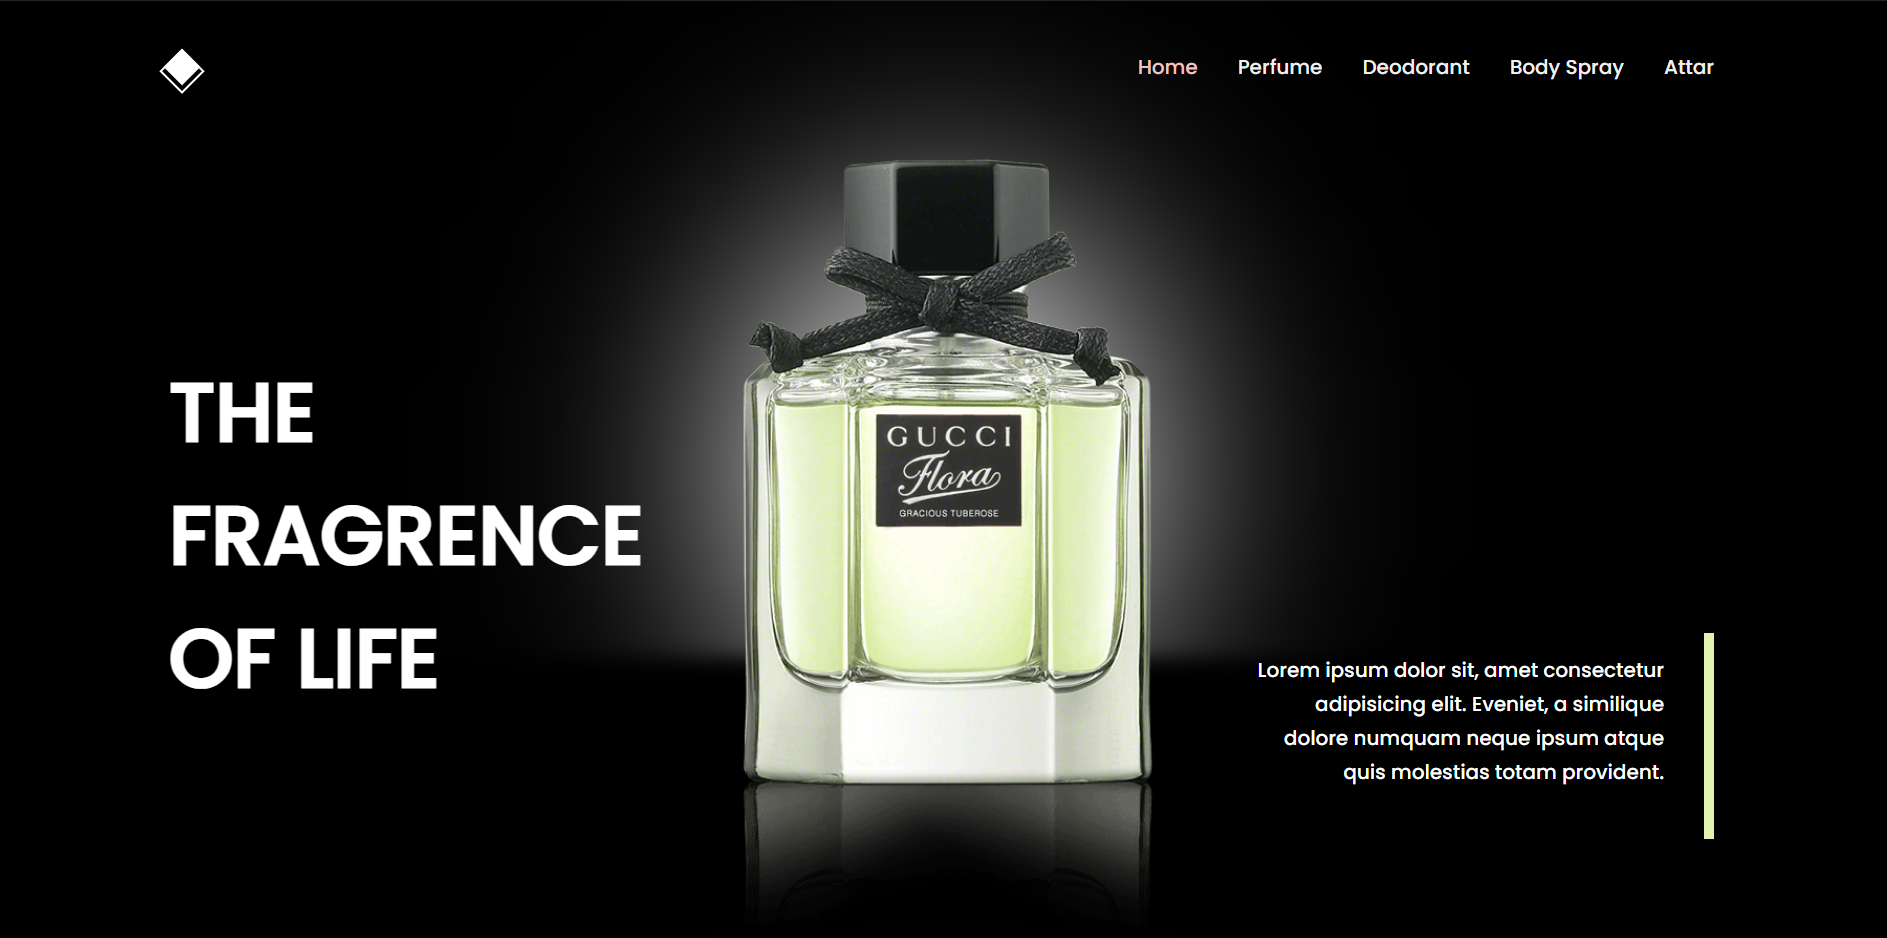 Home Perfume Deodorant Body Spray Attar
THE
FRAGRENCE
OF LIFE
GUCCI
Flora
GRACIOUS TUBEROSE
Lorem ipsum dolor sit, amet consectetur
adipisicing elit. Eveniet, a similique
dolore numquam neque ipsum atque
quis molestias totam provident.